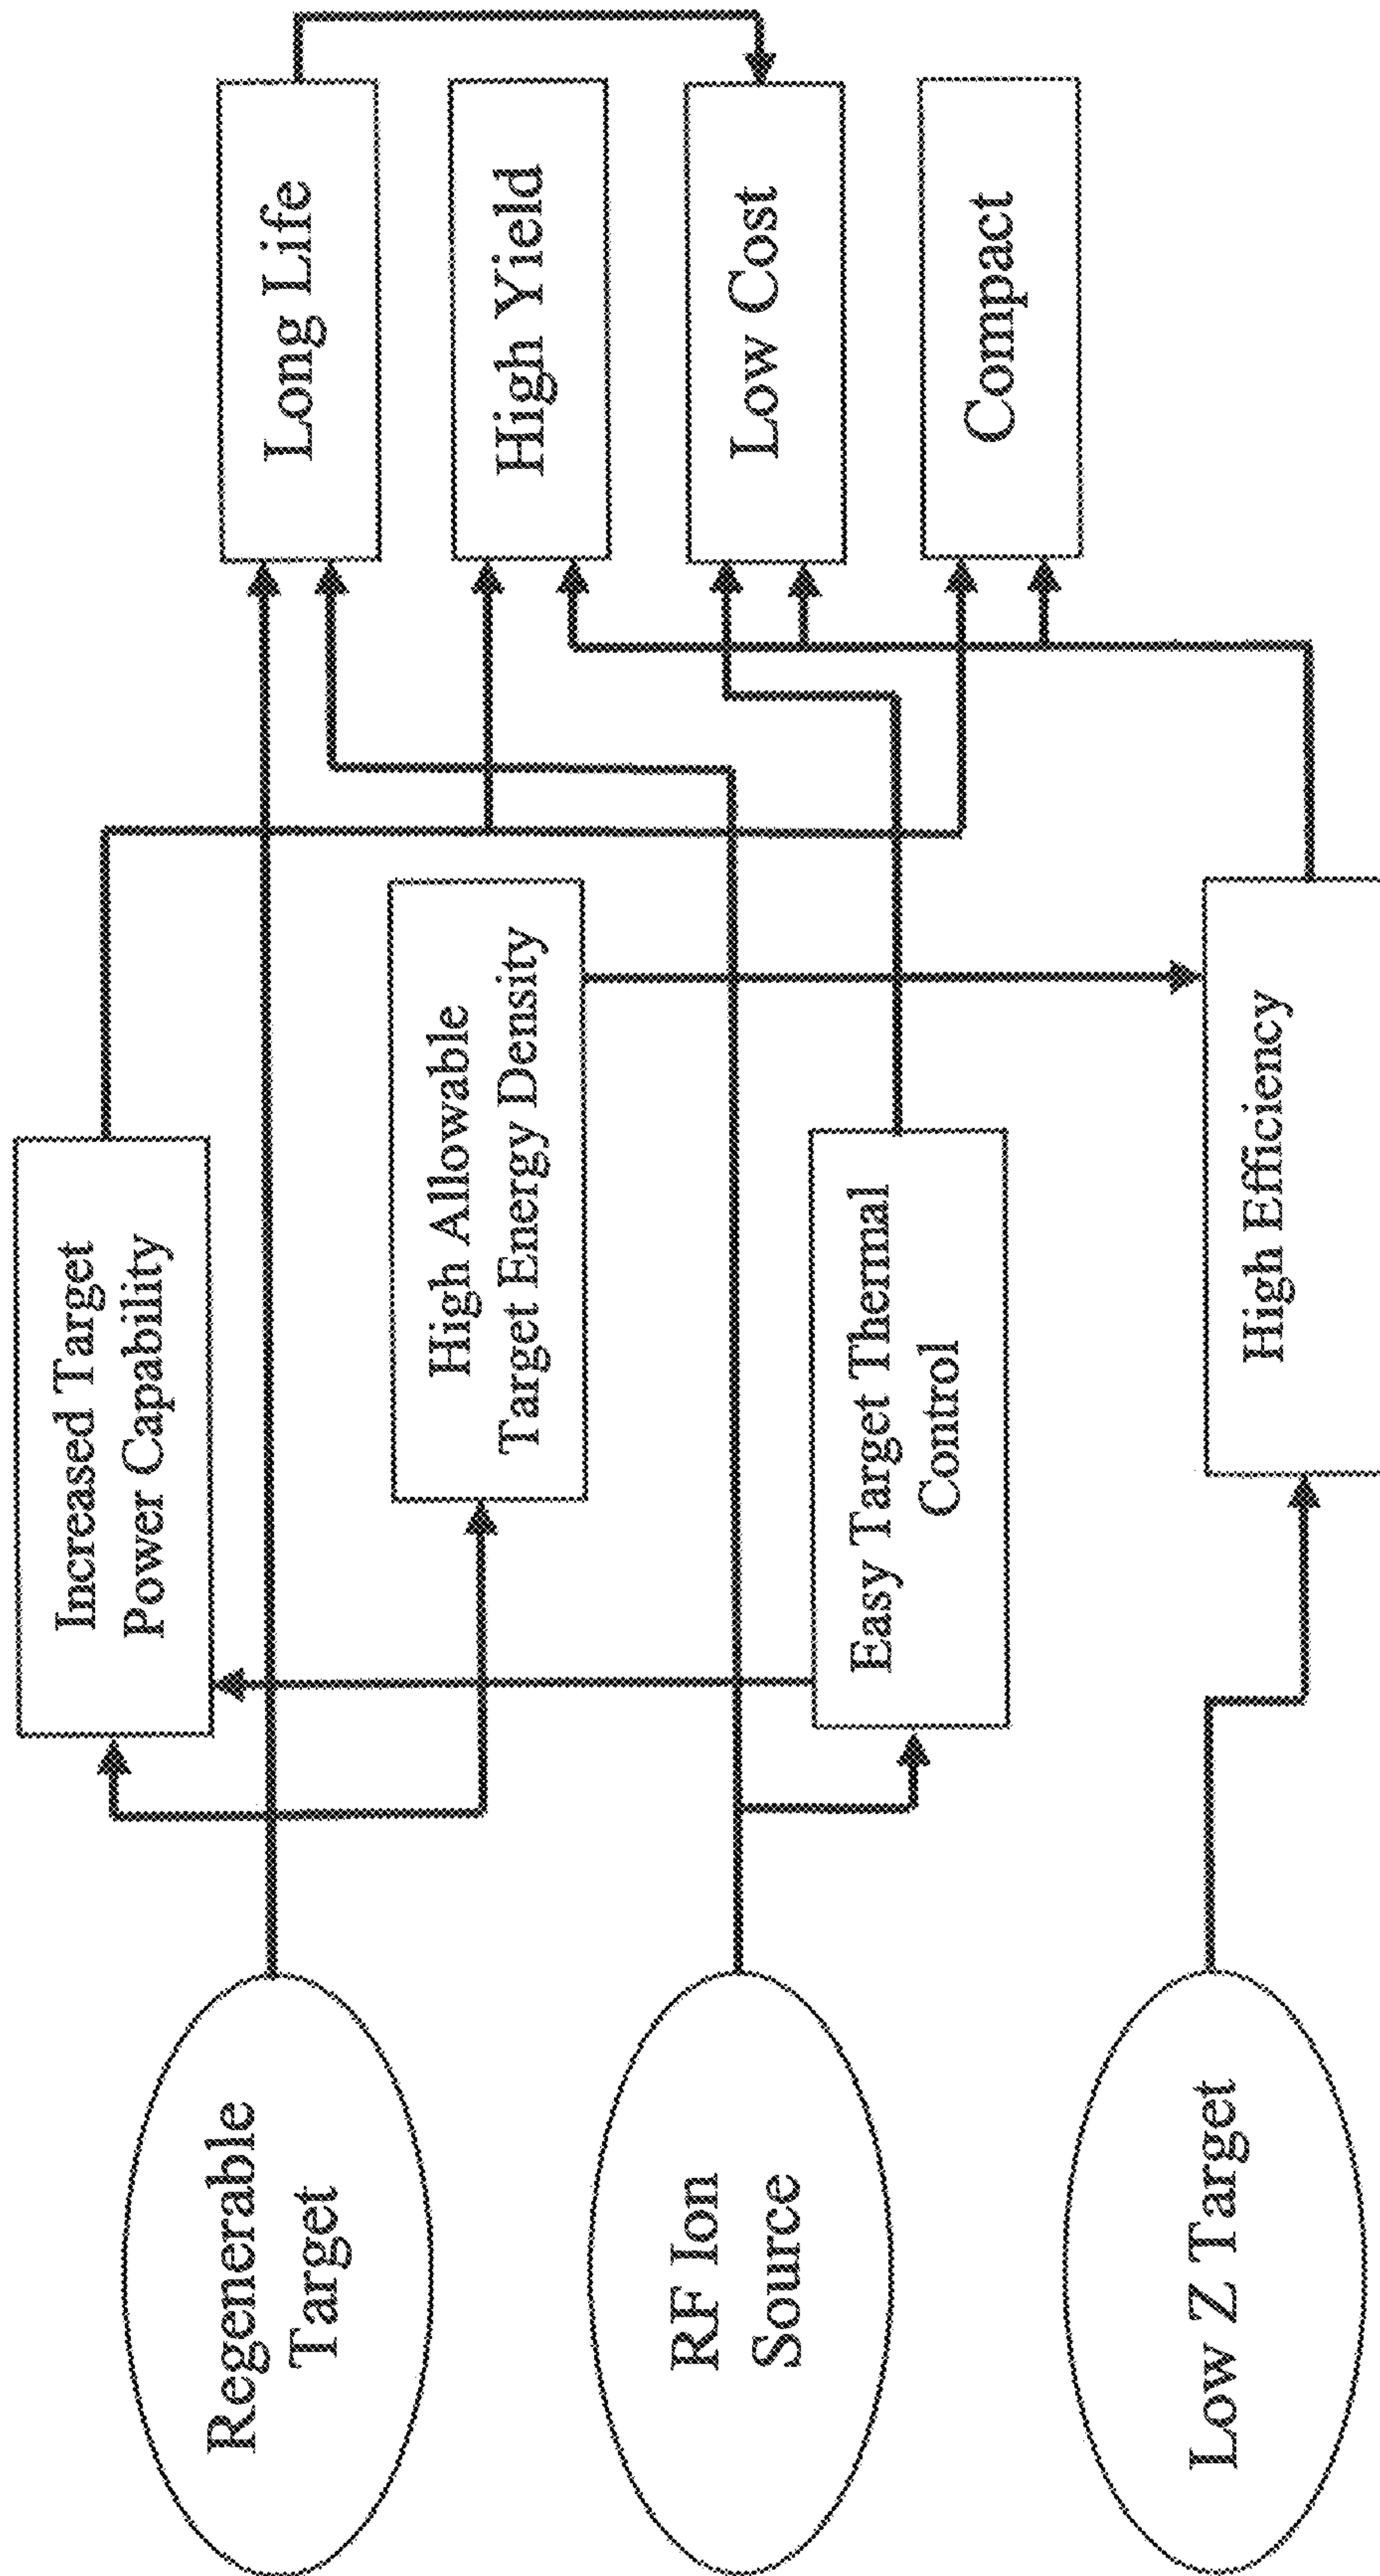 Regenerable
Target
RF Ion
Source
Low Z Target
Increased Target
Power Capability
High Allowable
Target Energy Density
Easy Target Thermal
Control
High Efficiency
Long Life
High Yield
Low Cost
Compact